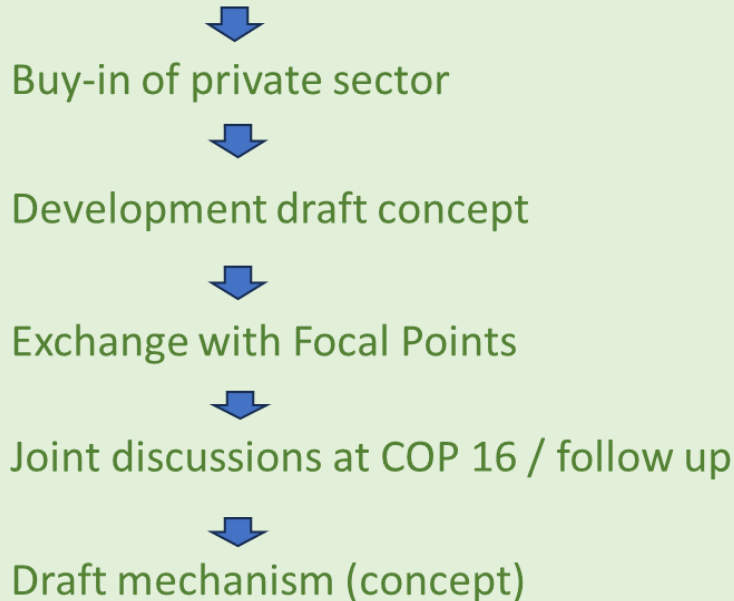 Buy-in of private sector
Development draft concept
Exchange with Focal Points
Joint discussions at COP 16 / follow up
Draft mechanism (concept)